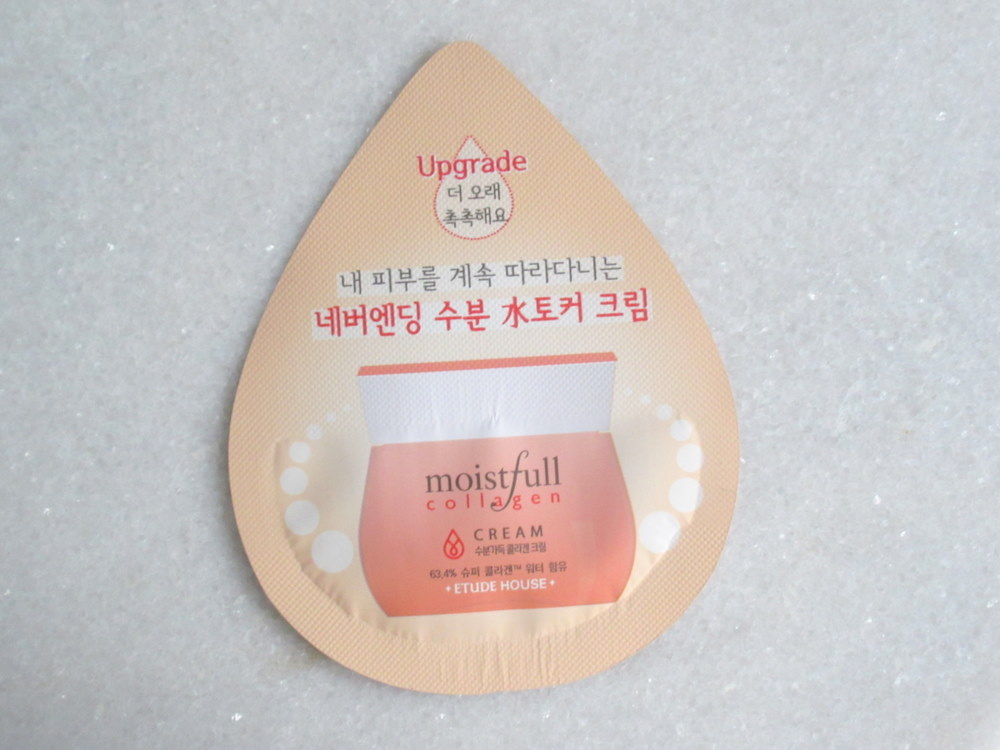 Upgrade
더 오래
촉촉해요
내 피부를 계속 따라다니는
네버엔딩 수분 水토커 크림
moistfull
collagen
CREAM
수분가득 콜라겐 크림
63.4% 슈퍼 콜라겐™ 워터 함유
ETUDE HOUSE